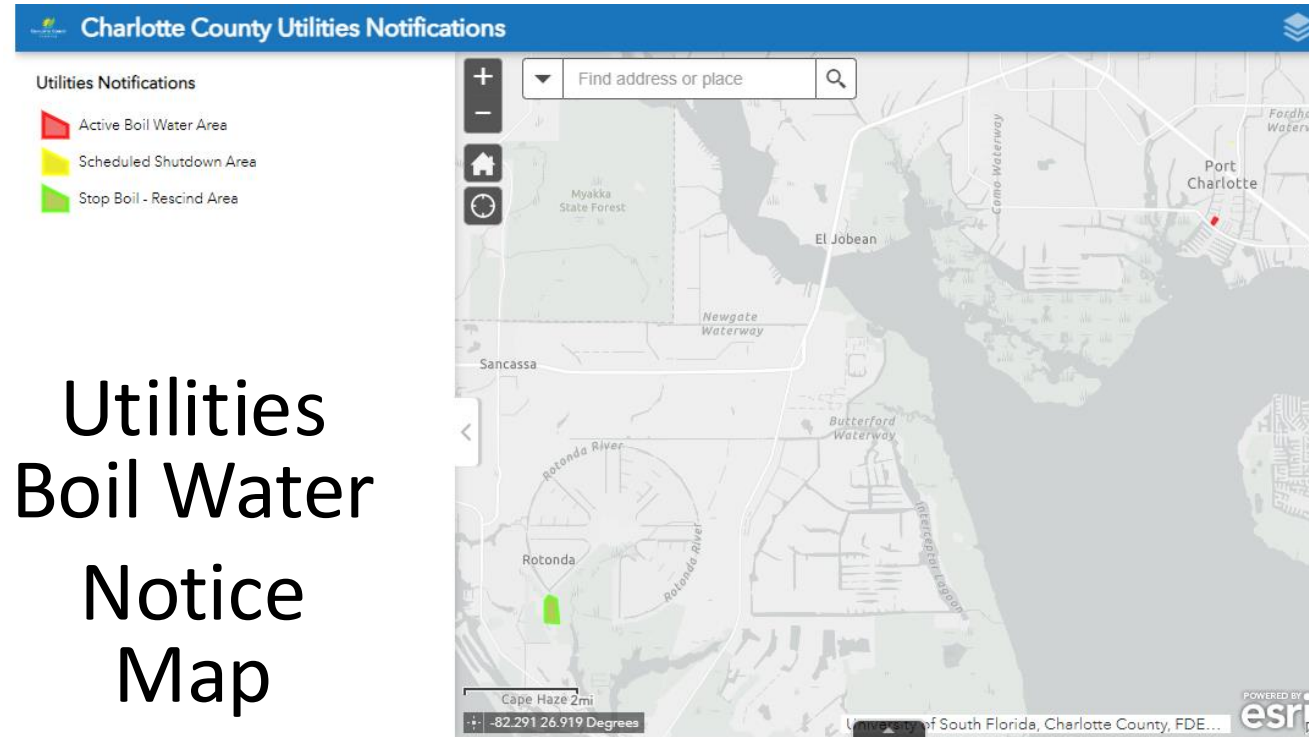 Charlotte County Utilities Notifications
Utilities Notifications
Active Boil Water Area
Scheduled Shutdown Area
Stop Boil - Rescind Area
Utilities
Boil Water
Notice
Map
+
Find address or place
−
Como Waterway
Port
Charlotte
Myakka
State Forest
El Jobean
Newgate
Waterway
Sancassa
Butterford
Waterway
Rotonda River
Interceptor Lagoon
Rotonda
Rotonda River
Cape Haze
2mi
-82.291 26.919 Degrees
University of South Florida, Charlotte County, FDE...
POWERED BY
esri